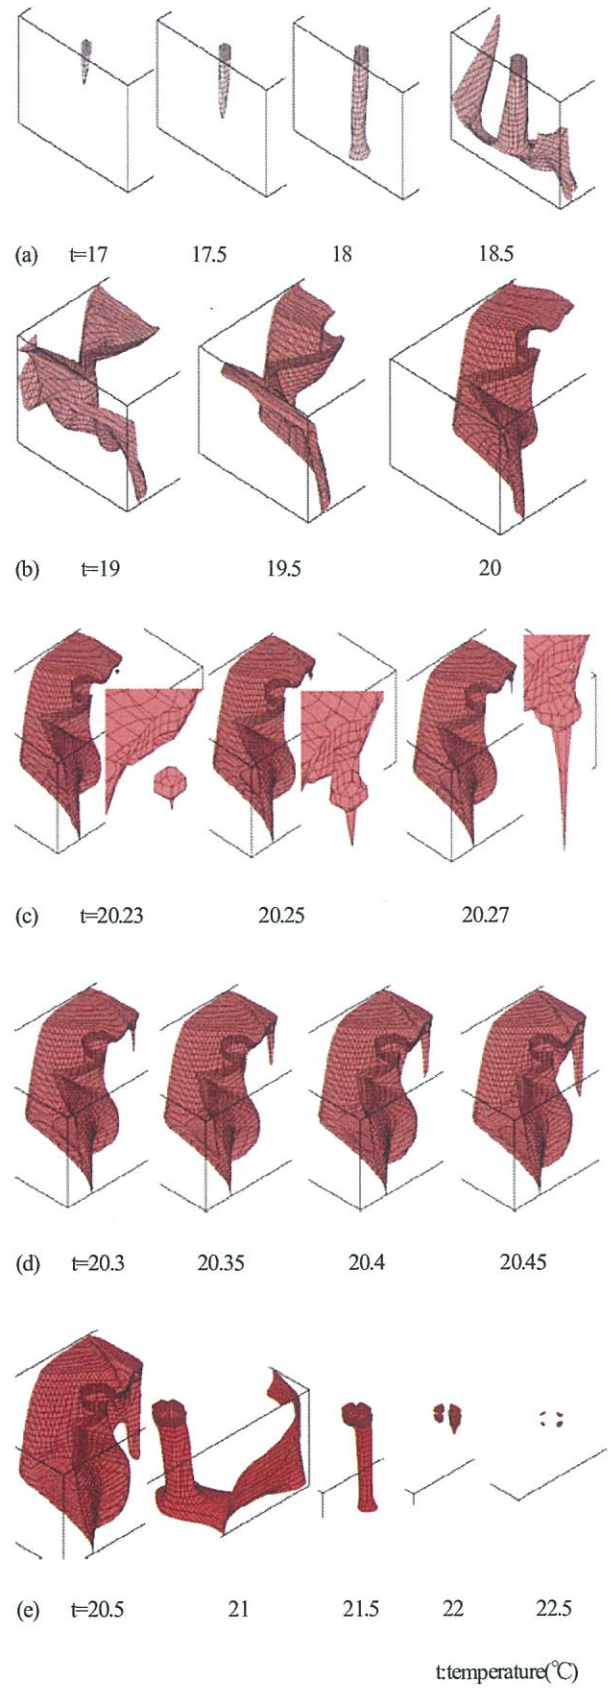 (a) t=17 17.5 18 18.5
(b) t=19 19.5 20
(c) t=20.23 20.25 20.27
(d) t=20.3 20.35 20.4 20.45
(e) t=20.5 21 21.5 22 22.5
t:temperature(℃)